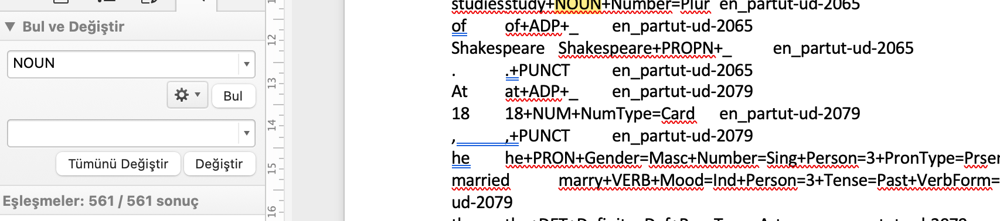 Bul ve Değiştir
NOUN
Bul
Tümünü Değiştir
Değiştir
Eşleşmeler: 561 / 561 sonuç
12
13
14
15
16
studiesstudy+NOUN+Number=Plur en_partut-ud-2065
of of+ADP+_ en_partut-ud-2065
Shakespeare Shakespeare+PROPN+_ en_partut-ud-2065
. .+PUNCT en_partut-ud-2065
At at+ADP+_ en_partut-ud-2079
18 18+NUM+NumType=Card en_partut-ud-2079
, ,+PUNCT en_partut-ud-2079
he he+PRON+Gender=Masc+Number=Sing+Person=3+PronType=Prser
married marry+VERB+Mood=Ind+Person=3+Tense=Past+VerbForm=
ud-2079